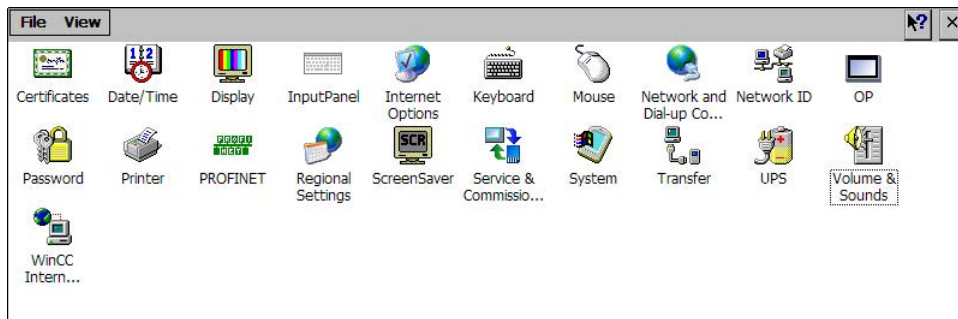 File View
Certificates Date/Time Display InputPanel Internet Options Keyboard Mouse Network and Dial-up Co... Network ID OP
Password Printer PROFINET Regional Settings ScreenSaver Service & Commissio... System Transfer UPS Volume & Sounds
WinCC Intern...